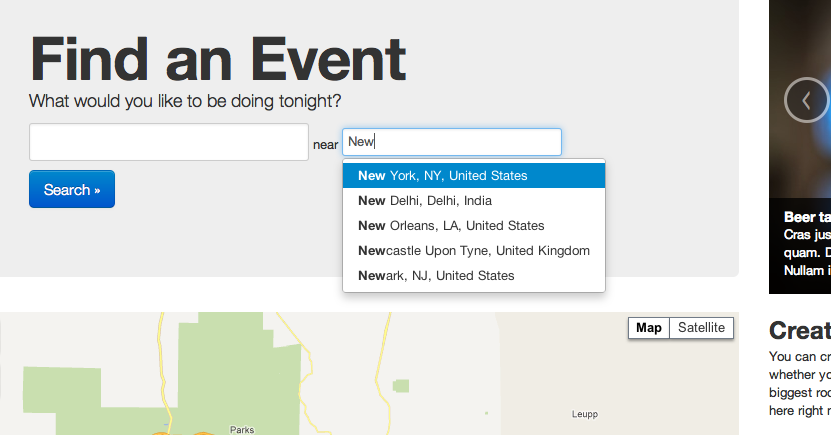 Find an Event
What would you like to be doing tonight?
near New
Search »
New York, NY, United States
New Delhi, Delhi, India
New Orleans, LA, United States
Newcastle Upon Tyne, United Kingdom
Newark, NJ, United States
Map Satellite
Parks
Leupp
Beer ta
Cras jus
quam. D
Nullam i
Creat
You can cr
whether yo
biggest roc
here right